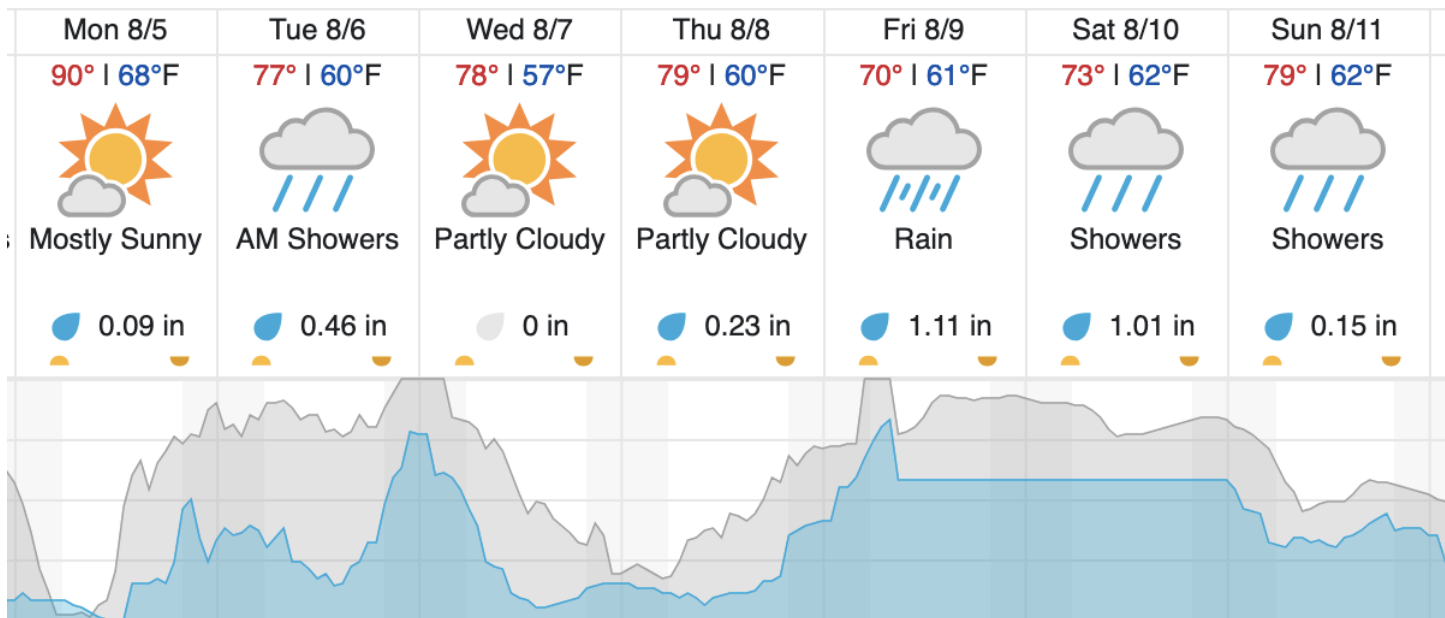 Mon 8/5 Tue 8/6 Wed 8/7 Thu 8/8 Fri 8/9 Sat 8/10 Sun 8/11
90° | 68°F 77° | 60°F 78° | 57°F 79° | 60°F 70° | 61°F 73° | 62°F 79° | 62°F
s Mostly Sunny AM Showers Partly Cloudy Partly Cloudy Rain Showers Showers
0.09 in 0.46 in 0 in 0.23 in 1.11 in 1.01 in 0.15 in